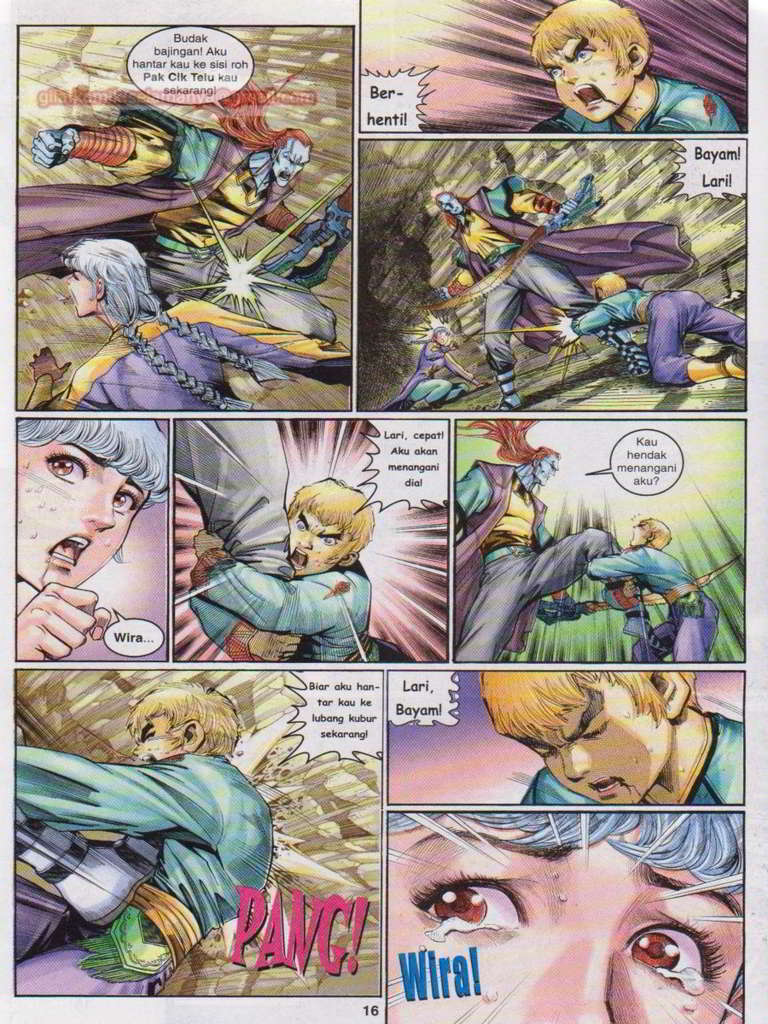 Budak
bajingan! Aku
hantar kau ke sisi roh
Pak Cik Telu kau
sekarang!
Ber-
henti!
Bayam!
Lari!
Wira...
Lari, cepat!
Aku akan
menangani
dia!
Kau
hendak
menangani
aku?
Biar aku han-
tar kau ke
lubang kubur
sekarang!
PANG!
Lari,
Bayam!
Wira!
16